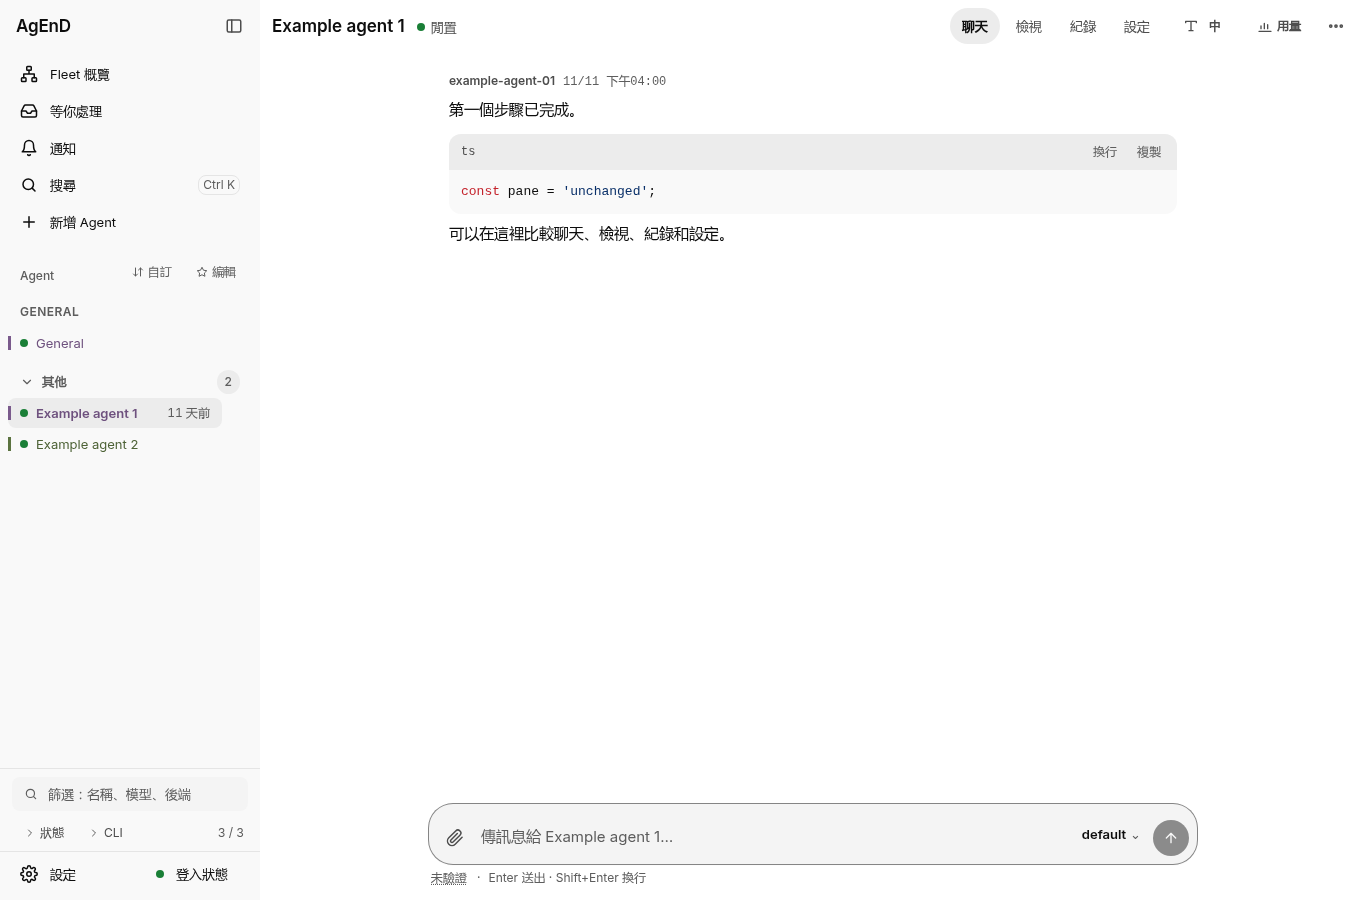 AgEnD
Fleet 概覽
等你處理
通知
搜尋 Ctrl K
新增 Agent
Agent 自訂 編輯
GENERAL
General
其他 2
Example agent 1 11 天前
Example agent 2
篩選：名稱、模型、後端
狀態 CLI 3 / 3
設定 登入狀態
Example agent 1 閒置 聊天 檢視 紀錄 設定 中 用量
example-agent-01 11/11 下午04:00
第一個步驟已完成。
ts 換行 複製
const pane = 'unchanged';
可以在這裡比較聊天、檢視、紀錄和設定。
傳訊息給 Example agent 1... default
未驗證 · Enter 送出 · Shift+Enter 換行